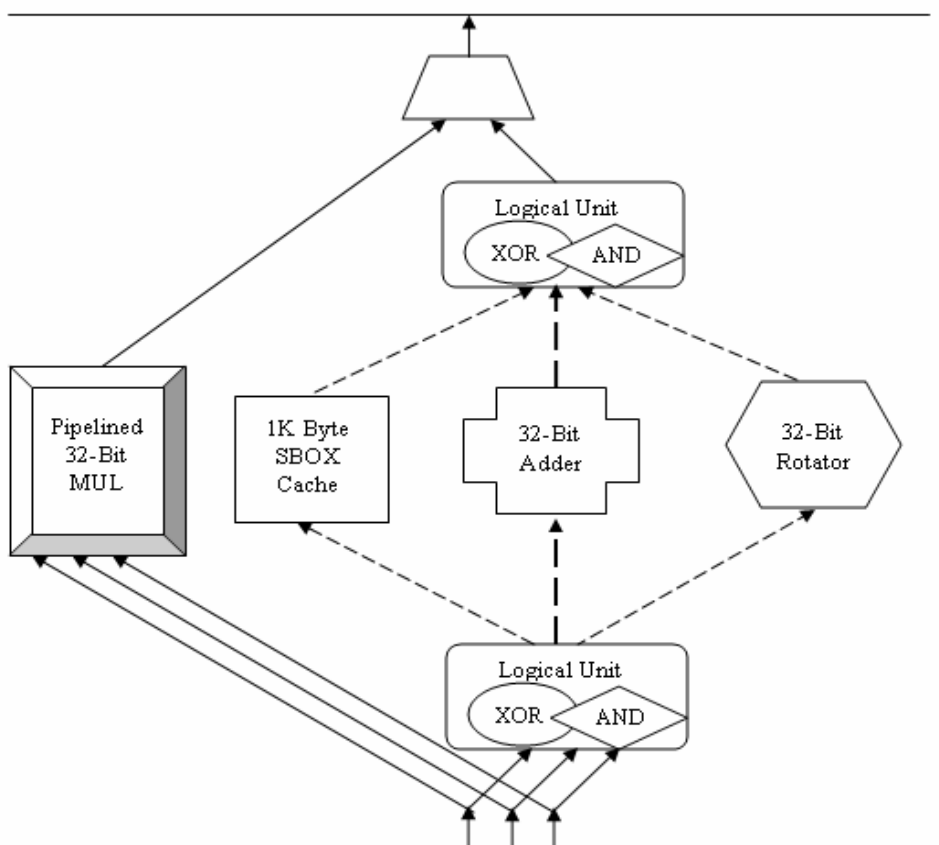 Logical Unit
XOR
AND
Pipelined
32-Bit
MUL
1K Byte
SBOX
Cache
32-Bit
Adder
32-Bit
Rotator
Logical Unit
XOR
AND